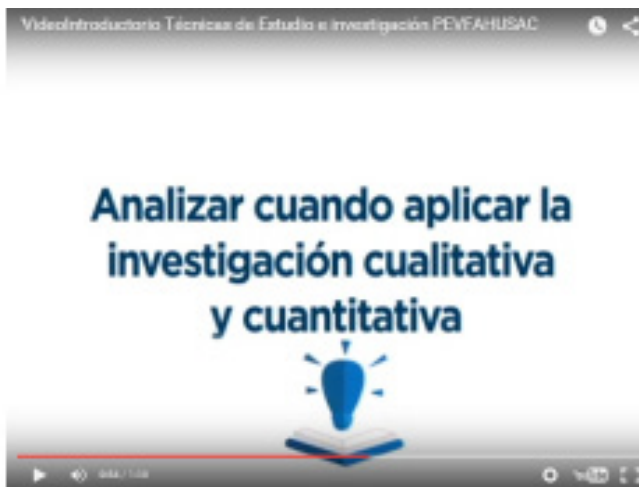 VideoIntroductorio Técnicas de Estudio e investigación PEVFAHUSAC
Analizar cuando aplicar la
investigación cualitativa
y cuantitativa